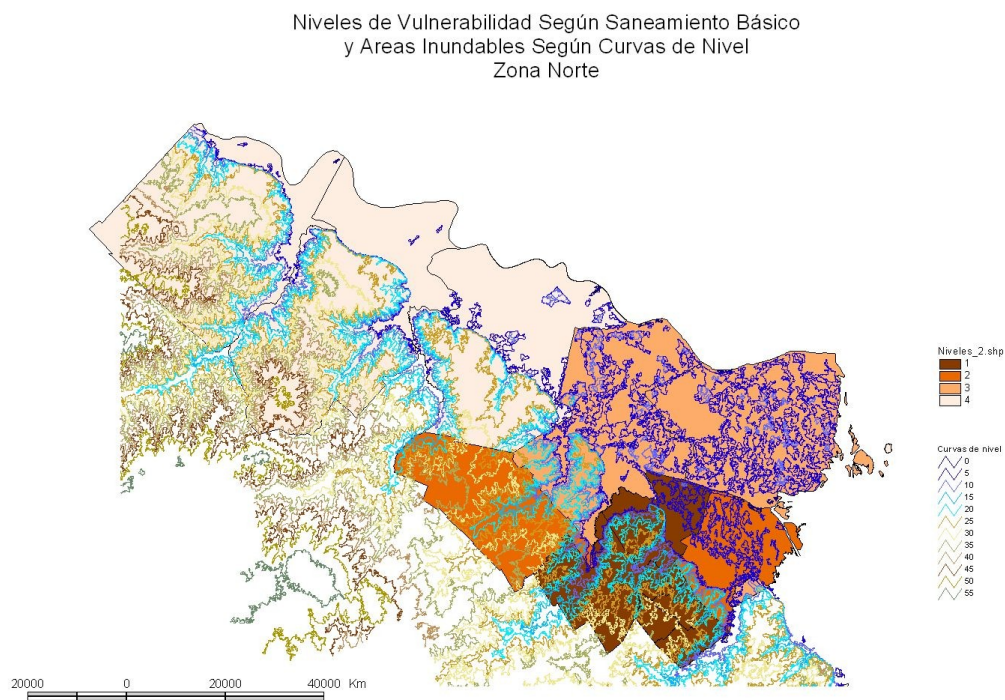 Niveles de Vulnerabilidad Según Saneamiento Básico
y Areas Inundables Según Curvas de Nivel
Zona Norte
Niveles_2.shp
1
2
3
4
Curvas de nivel
0
5
10
15
20
25
30
35
40
45
50
55
20000 0 20000 40000 Km